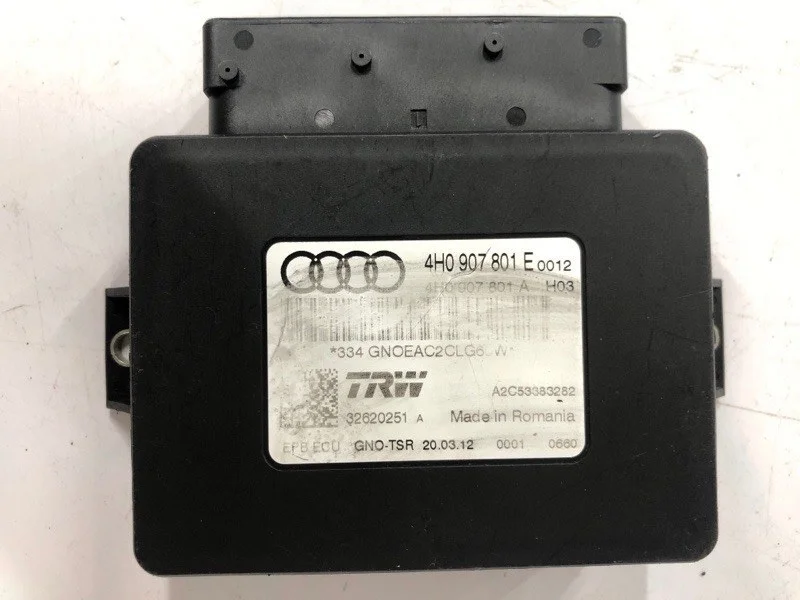 4H0 907 801 E 0012
4H0 907 801 A H03
*334
TRW A2C53383282
32620251 A Made in Romania
EPB ECU GNO-TSR 20.03.12 0001 0660